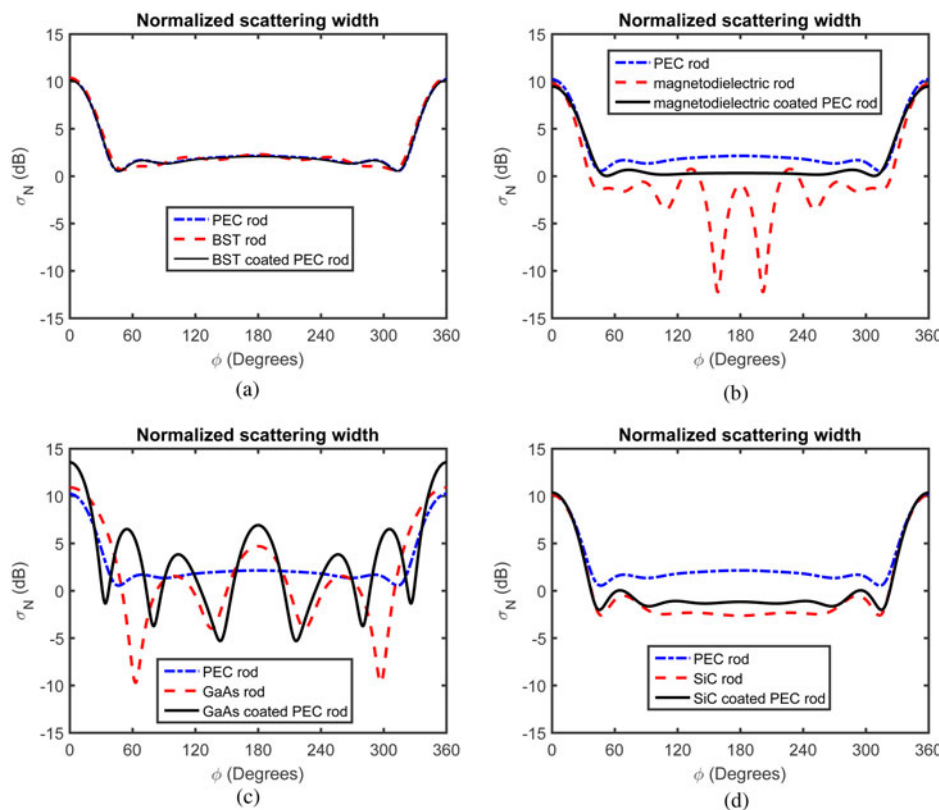 Normalized scattering width
15
10
5
0
-5
-10
-15
σN (dB)
PEC rod
BST rod
BST coated PEC rod
0 60 120 180 240 300 360
ϕ (Degrees)
(a)
Normalized scattering width
15
10
5
0
-5
-10
-15
σN (dB)
PEC rod
magnetodielectric rod
magnetodielectric coated PEC rod
0 60 120 180 240 300 360
ϕ (Degrees)
(b)
Normalized scattering width
15
10
5
0
-5
-10
-15
σN (dB)
PEC rod
GaAs rod
GaAs coated PEC rod
0 60 120 180 240 300 360
ϕ (Degrees)
(c)
Normalized scattering width
15
10
5
0
-5
-10
-15
σN (dB)
PEC rod
SiC rod
SiC coated PEC rod
0 60 120 180 240 300 360
ϕ (Degrees)
(d)